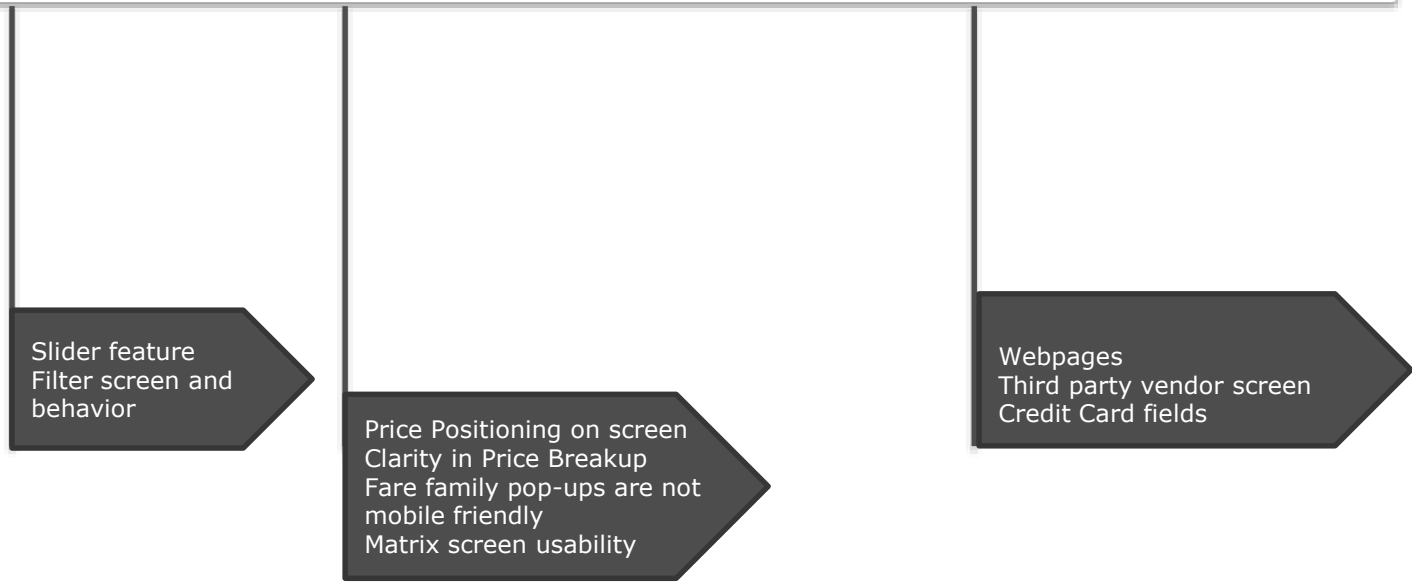 Slider feature
Filter screen and
behavior
Price Positioning on screen
Clarity in Price Breakup
Fare family pop-ups are not
mobile friendly
Matrix screen usability
Webpages
Third party vendor screen
Credit Card fields